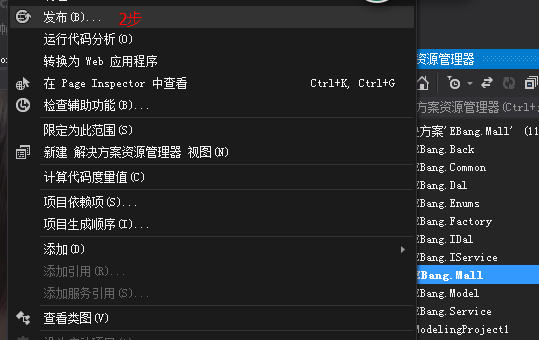 发布(B)... 2步
运行代码分析(O)
转换为 Web 应用程序
在 Page Inspector 中查看 Ctrl+K, Ctrl+G
检查辅助功能(B)...
限定为此范围(S)
新建 解决方案资源管理器 视图(N)
计算代码度量值(C)
项目依赖项(S)...
项目生成顺序(I)...
添加(D)
添加引用(R)...
添加服务引用(S)...
查看类图(V)
资源管理器
方案资源管理器(Ctrl+
方案'EBang.Mall' (11
EBang.Back
EBang.Common
EBang.Dal
EBang.Enums
EBang.Factory
EBang.IDal
EBang.IService
EBang.Mall
EBang.Model
EBang.Service
ModelingProject1